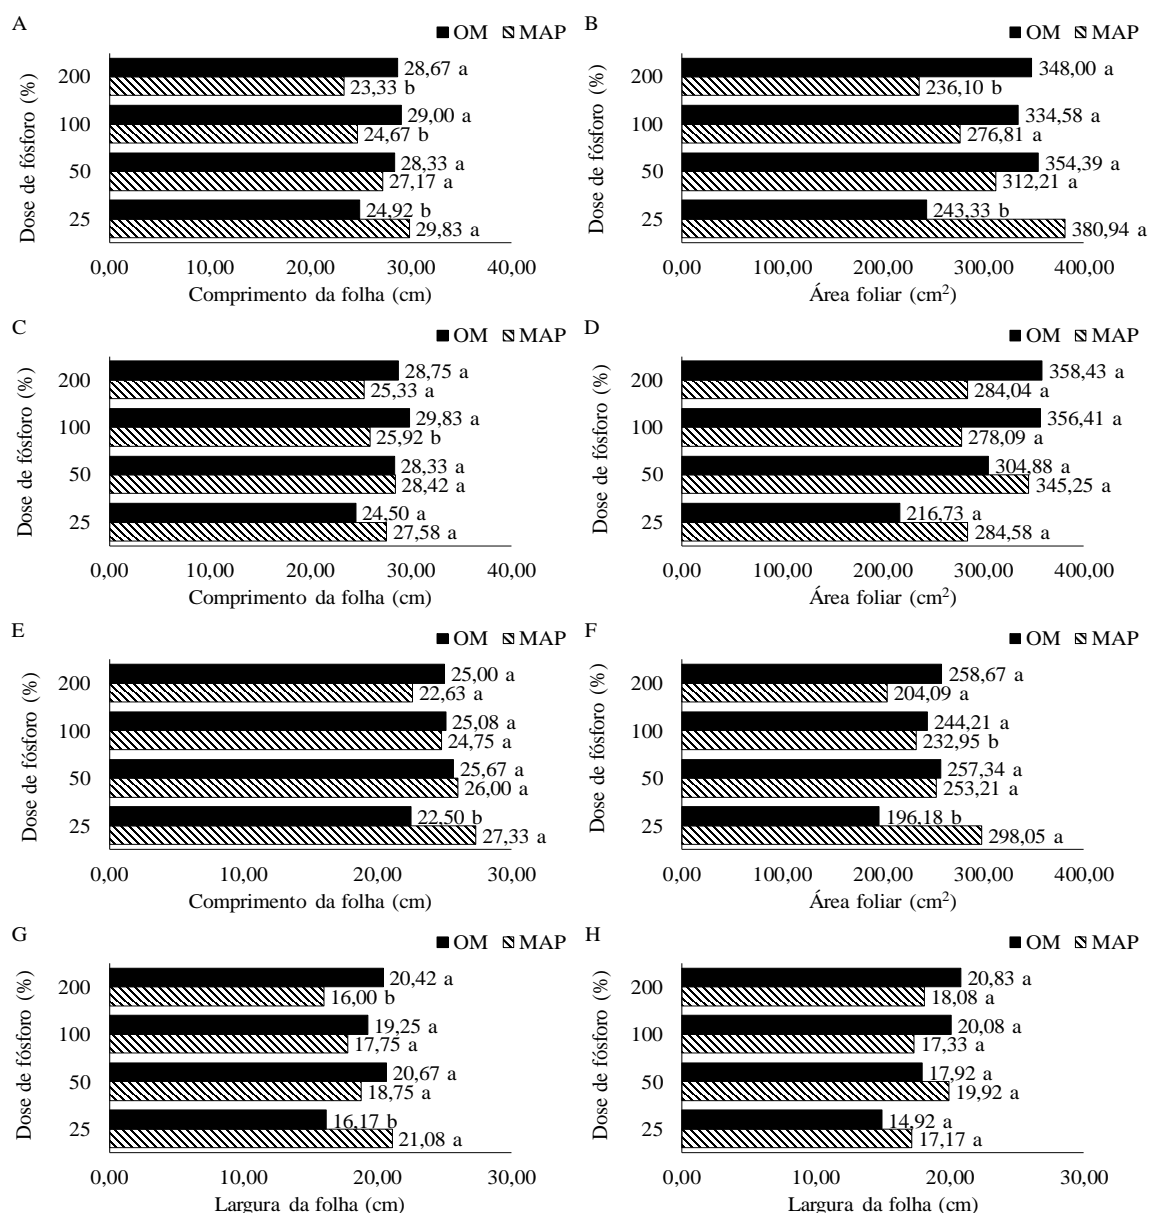 A
OM MAP
Dose de fósforo (%)
200
28,67 a
23,33 b
100
29,00 a
24,67 b
50
28,33 a
27,17 a
25
24,92 b
29,83 a
0,00 10,00 20,00 30,00 40,00
Comprimento da folha (cm)
B
OM MAP
Dose de fósforo (%)
200
348,00 a
236,10 b
100
334,58 a
276,81 a
50
354,39 a
312,21 a
25
243,33 b
380,94 a
0,00 100,00 200,00 300,00 400,00
Área foliar (cm²)
C
OM MAP
Dose de fósforo (%)
200
28,75 a
25,33 a
100
29,83 a
25,92 b
50
28,33 a
28,42 a
25
24,50 a
27,58 a
0,00 10,00 20,00 30,00 40,00
Comprimento da folha (cm)
D
OM MAP
Dose de fósforo (%)
200
358,43 a
284,04 a
100
356,41 a
278,09 a
50
304,88 a
345,25 a
25
216,73 a
284,58 a
0,00 100,00 200,00 300,00 400,00
Área foliar (cm²)
E
OM MAP
Dose de fósforo (%)
200
25,00 a
22,63 a
100
25,08 a
24,75 a
50
25,67 a
26,00 a
25
22,50 b
27,33 a
0,00 10,00 20,00 30,00
Comprimento da folha (cm)
F
OM MAP
Dose de fósforo (%)
200
258,67 a
204,09 a
100
244,21 a
232,95 b
50
257,34 a
253,21 a
25
196,18 b
298,05 a
0,00 100,00 200,00 300,00 400,00
Área foliar (cm²)
G
OM MAP
Dose de fósforo (%)
200
20,42 a
16,00 b
100
19,25 a
17,75 a
50
20,67 a
18,75 a
25
16,17 b
21,08 a
0,00 10,00 20,00 30,00
Largura da folha (cm)
H
OM MAP
Dose de fósforo (%)
200
20,83 a
18,08 a
100
20,08 a
17,33 a
50
17,92 a
19,92 a
25
14,92 a
17,17 a
0,00 10,00 20,00 30,00
Largura da folha (cm)